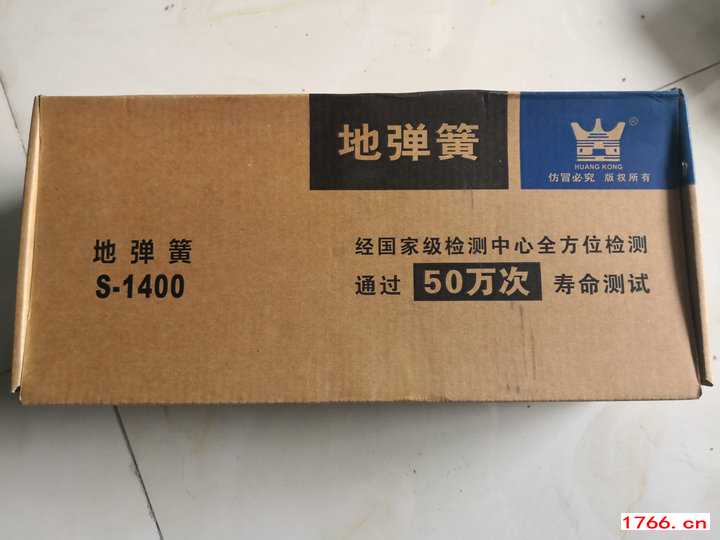 地弹簧
®
HUANG KONG
仿冒必究 版权所有
地弹簧
S-1400
经国家级检测中心全方位检测
通过 50万次 寿命测试
1766.cn